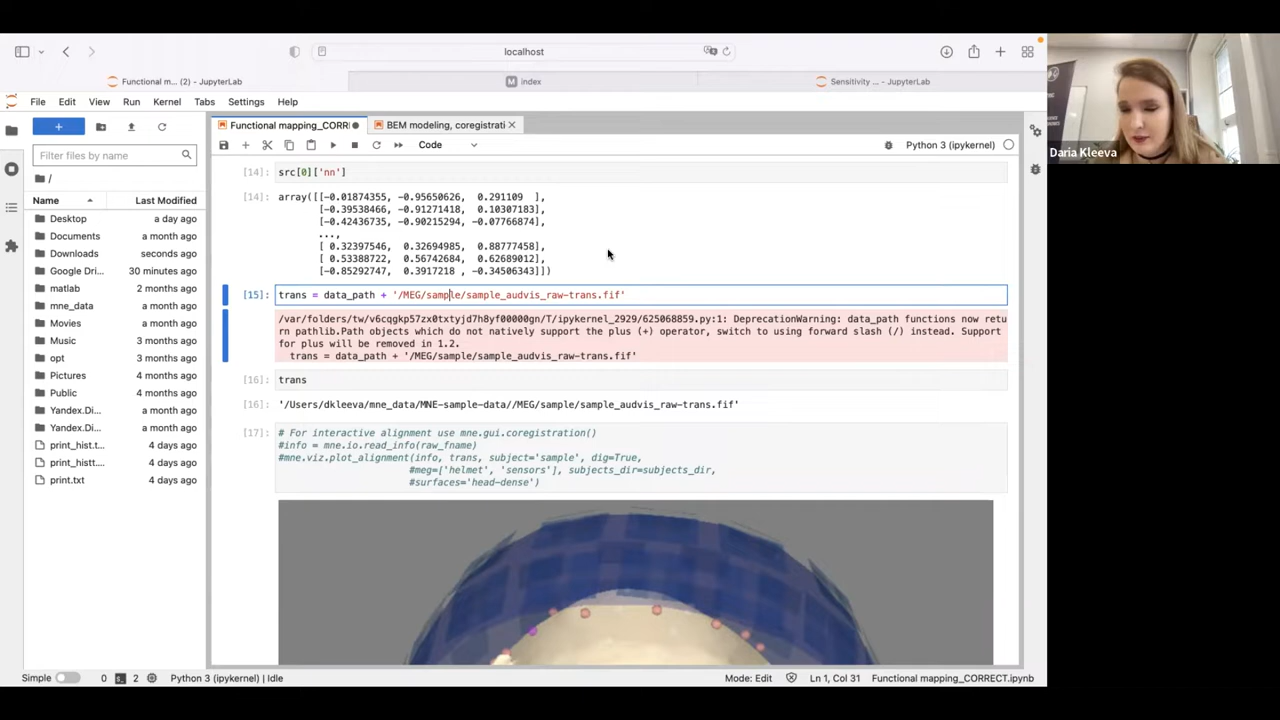 localhost
Functional m... (2) - JupyterLab
index
Sensitivity ... - JupyterLab
Daria Kleeva
File Edit View Run Kernel Tabs Settings Help
Functional mapping_CORR
BEM modeling, coregistrati
Code
Python 3 (ipykernel)
Filter files by name
/
Name Last Modified
Desktop a day ago
Documents a month ago
Downloads seconds ago
Google Dri... 30 minutes ago
matlab 2 months ago
mne_data a month ago
Movies 3 months ago
Music 3 months ago
opt 3 months ago
Pictures 4 months ago
Public 4 months ago
Yandex.Di... a month ago
Yandex.Di... a month ago
print_hist.t... 4 days ago
print_histt.... 4 days ago
print.txt 4 days ago
[14]: src[0]['nn']
[14]: array([[-0.01874355, -0.95650626, 0.291109 ],
[-0.39538466, -0.91271418, 0.10307183],
[-0.42436735, -0.90215294, -0.07766874],
...,
[ 0.32397546, 0.32694985, 0.88777458],
[ 0.53388722, 0.56742684, 0.62689012],
[-0.85292747, 0.3917218 , -0.34506343]])
[15]: trans = data_path + '/MEG/sample/sample_audvis_raw-trans.fif'
/var/folders/tw/v6cqgkp57zx0txtyjd7h8yf00000gn/T/ipykernel_2929/625068859.py:1: DeprecationWarning: data_path functions now retu
rn pathlib.Path objects which do not natively support the plus (+) operator, switch to using forward slash (/) instead. Support
for plus will be removed in 1.2.
trans = data_path + '/MEG/sample/sample_audvis_raw-trans.fif'
[16]: trans
[16]: '/Users/dkleeva/mne_data/MNE-sample-data//MEG/sample/sample_audvis_raw-trans.fif'
[17]: # For interactive alignment use mne.gui.coregistration()
#info = mne.io.read_info(raw_fname)
#mne.viz.plot_alignment(info, trans, subject='sample', dig=True,
#meg=['helmet', 'sensors'], subjects_dir=subjects_dir,
#surfaces='head-dense')
Simple 0 2 Python 3 (ipykernel) | Idle
Mode: Edit Ln 1, Col 31 Functional mapping_CORRECT.ipynb